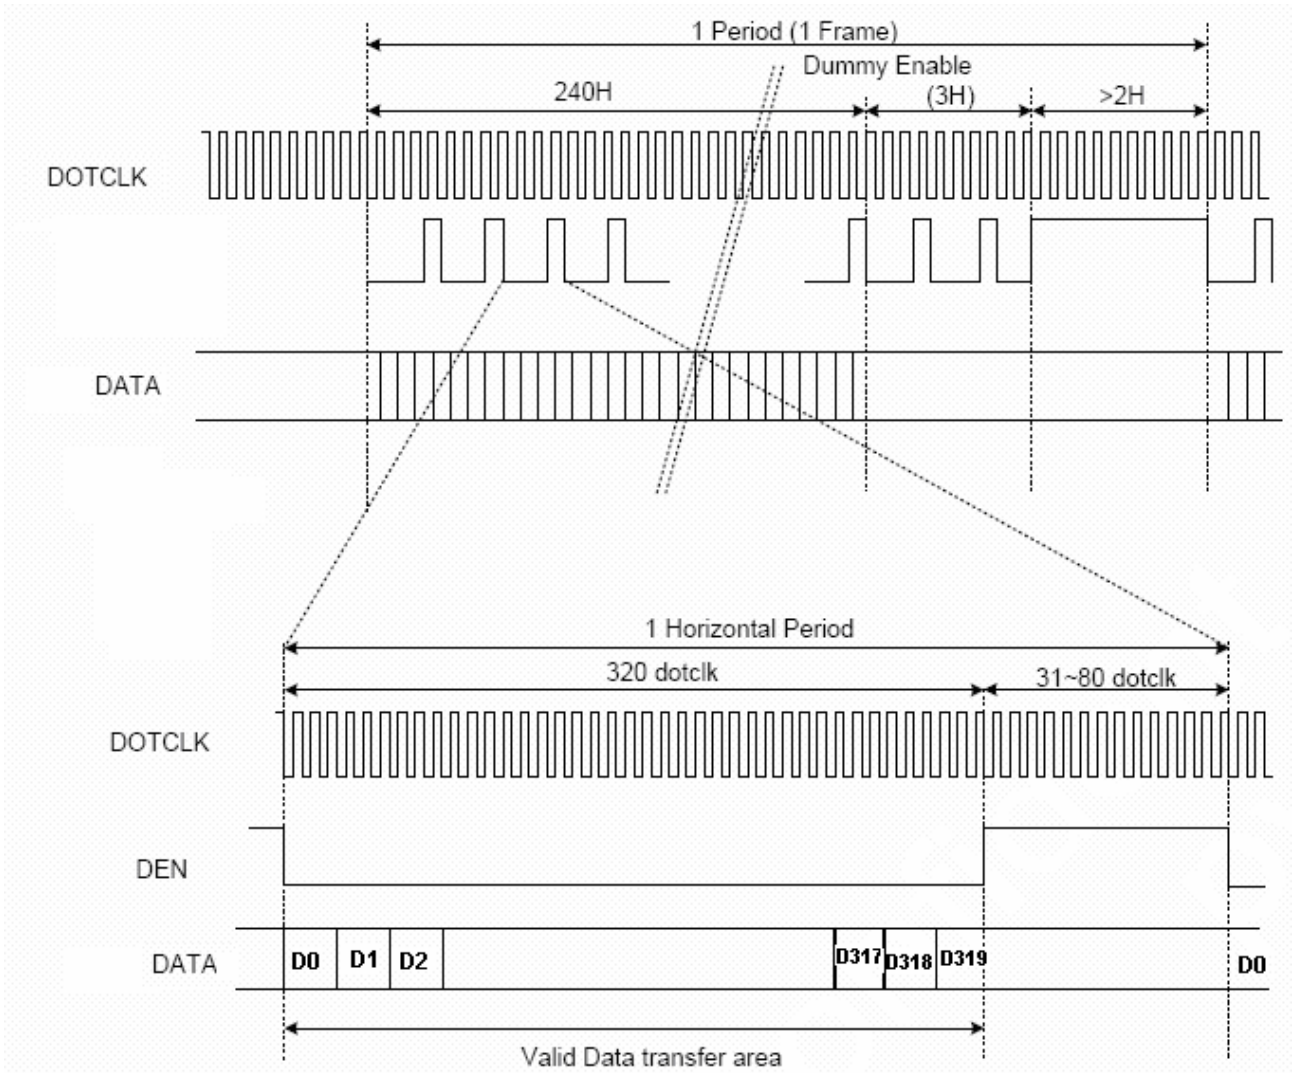 1 Period (1 Frame)
Dummy Enable
240H
(3H)
>2H
DOTCLK
DATA
1 Horizontal Period
320 dotclk
31~80 dotclk
DOTCLK
DEN
DATA
D0
D1
D2
D317
D318
D319
D0
Valid Data transfer area